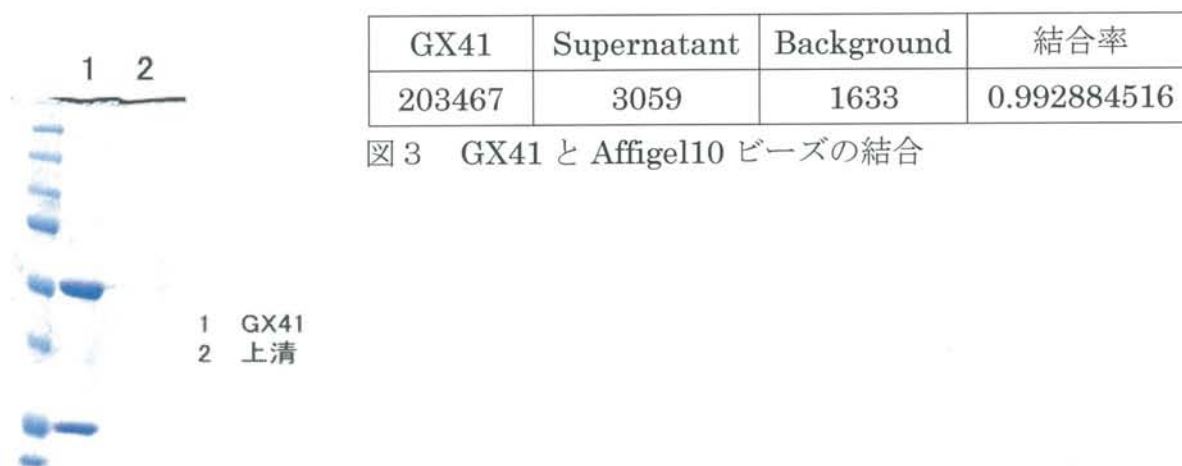 1 2
GX41 Supernatant Background 結合率
203467 3059 1633 0.992884516
図3 GX41 と Affigel10 ビーズの結合
1 GX41
2 上清